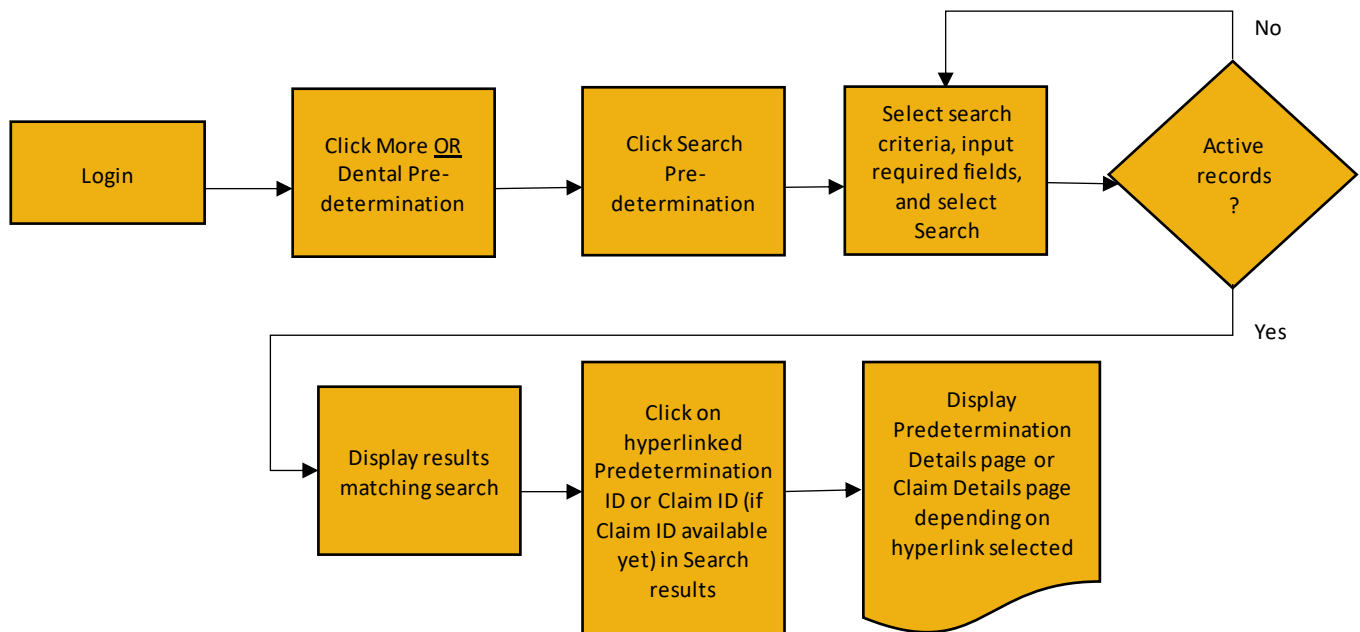 No
Login
Click More OR
Dental Pre-
determination
Click Search
Pre-
determination
Select search
criteria, input
required fields,
and select
Search
Active
records
?
Yes
Display results
matching search
Click on
hyperlinked
Predetermination
ID or Claim ID (if
Claim ID available
yet) in Search
results
Display
Predetermination
Details page or
Claim Details page
depending on
hyperlink selected